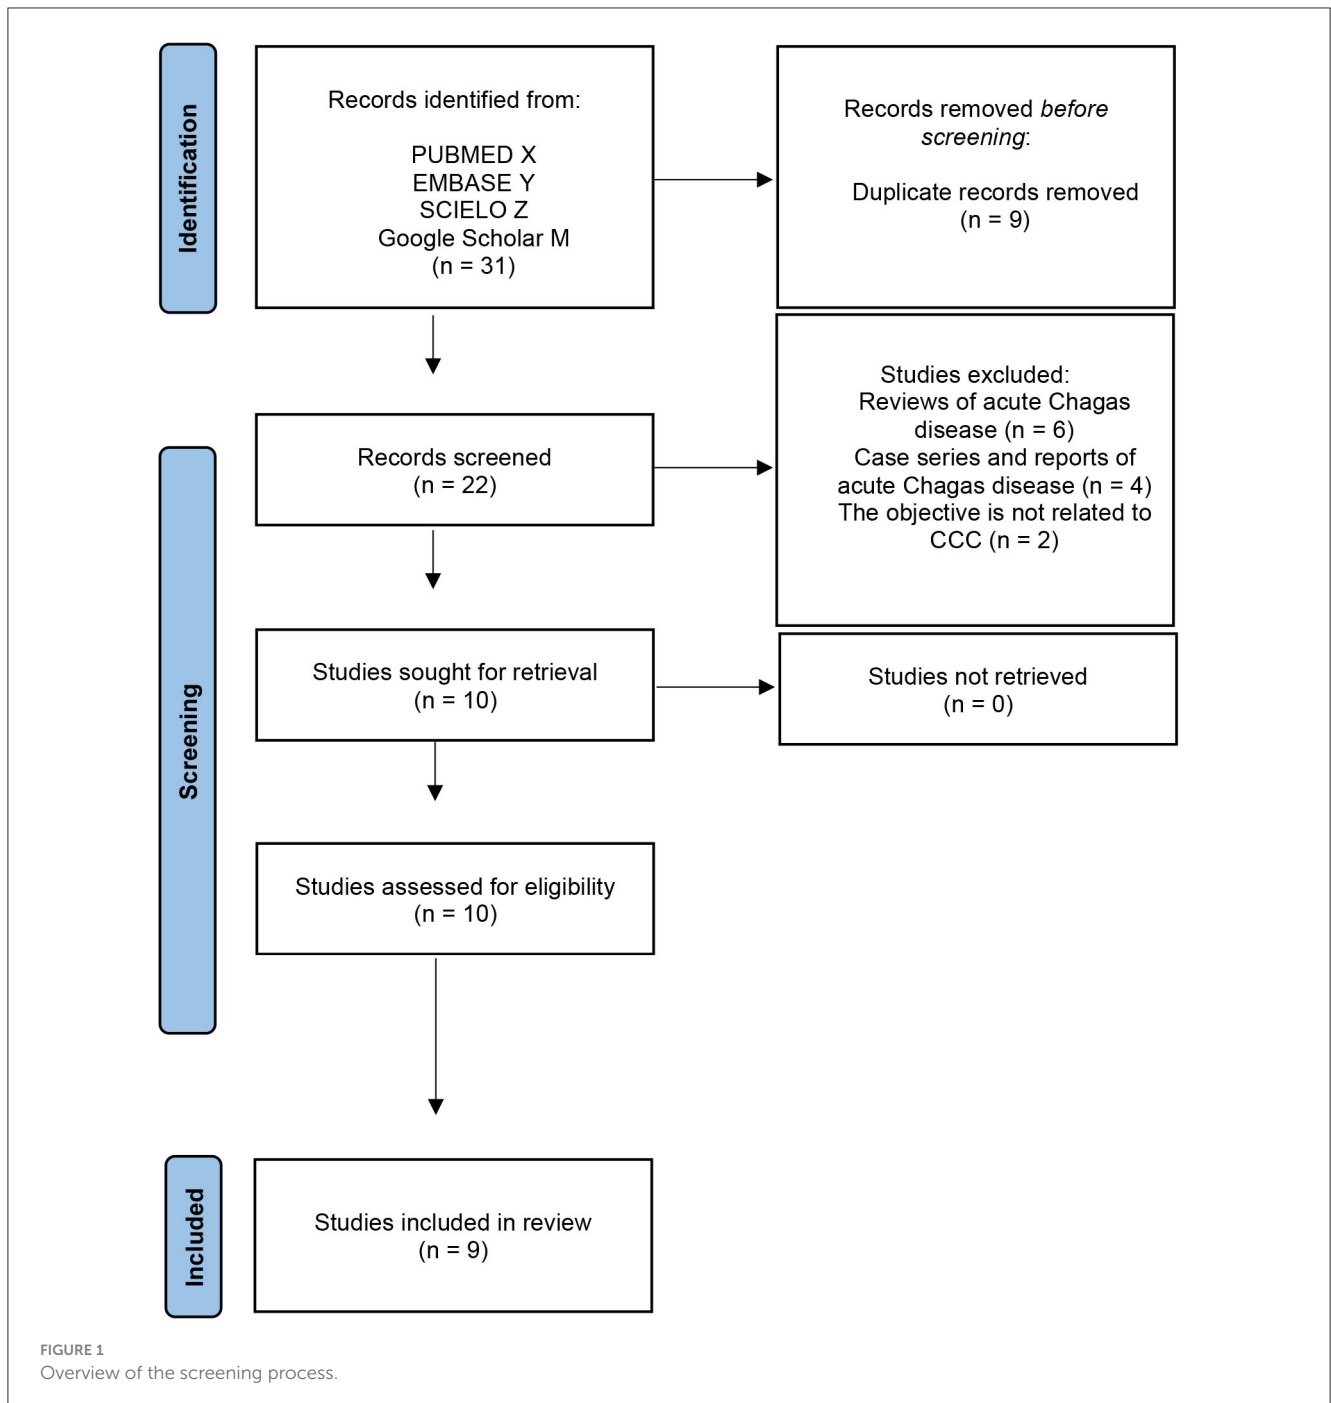 Identification
Records identified from:
PUBMED X
EMBASE Y
SCIELO Z
Google Scholar M
(n = 31)
Records removed before
screening:
Duplicate records removed
(n = 9)
Screening
Records screened
(n = 22)
Studies excluded:
Reviews of acute Chagas
disease (n = 6)
Case series and reports of
acute Chagas disease (n = 4)
The objective is not related to
CCC (n = 2)
Studies sought for retrieval
(n = 10)
Studies not retrieved
(n = 0)
Studies assessed for eligibility
(n = 10)
Included
Studies included in review
(n = 9)
FIGURE 1
Overview of the screening process.